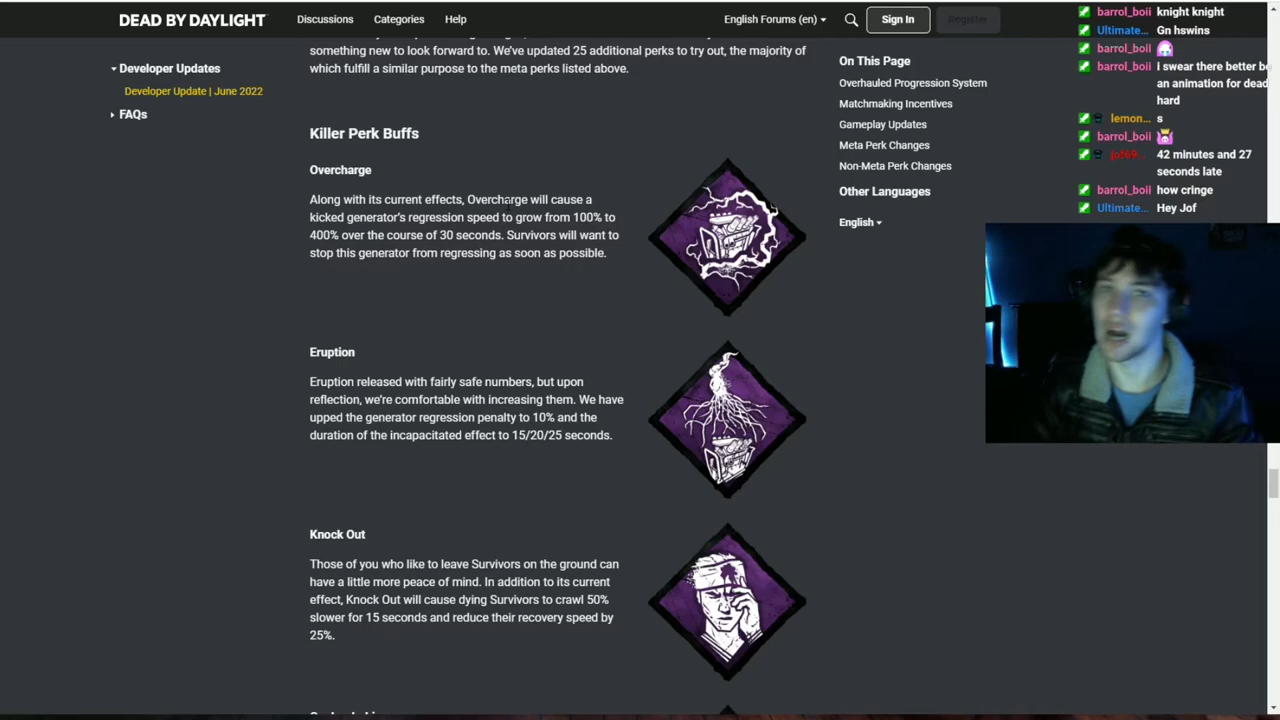 DEAD BY DAYLIGHT
Discussions
Categories
Help
English Forums (en)
Sign In
Register
Developer Updates
Developer Update | June 2022
FAQs
something new to look forward to. We've updated 25 additional perks to try out, the majority of
which fulfill a similar purpose to the meta perks listed above.
Killer Perk Buffs
Overcharge
Along with its current effects, Overcharge will cause a
kicked generator's regression speed to grow from 100% to
400% over the course of 30 seconds. Survivors will want to
stop this generator from regressing as soon as possible.
Eruption
Eruption released with fairly safe numbers, but upon
reflection, we're comfortable with increasing them. We have
upped the generator regression penalty to 10% and the
duration of the incapacitated effect to 15/20/25 seconds.
Knock Out
Those of you who like to leave Survivors on the ground can
have a little more peace of mind. In addition to its current
effect, Knock Out will cause dying Survivors to crawl 50%
slower for 15 seconds and reduce their recovery speed by
25%.
On This Page
Overhauled Progression System
Matchmaking Incentives
Gameplay Updates
Meta Perk Changes
Non-Meta Perk Changes
Other Languages
English
barrol_boii knight knight
Ultimate... Gn hswins
barrol_boii
barrol_boii i swear there better be
an animation for dead
hard
lemon... s
barrol_boii
jof69... 42 minutes and 27
seconds late
barrol_boii how cringe
Ultimate... Hey Jof